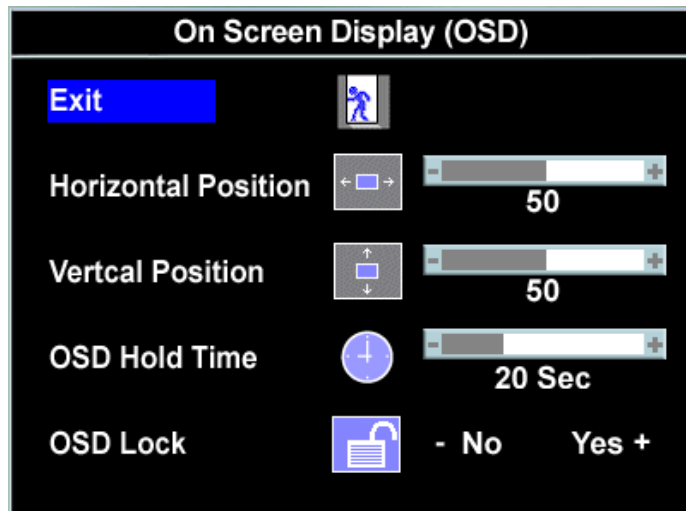 On Screen Display (OSD)
Exit
Horizontal Position - +
50
Vertcal Position - +
50
OSD Hold Time - +
20 Sec
OSD Lock - No Yes +